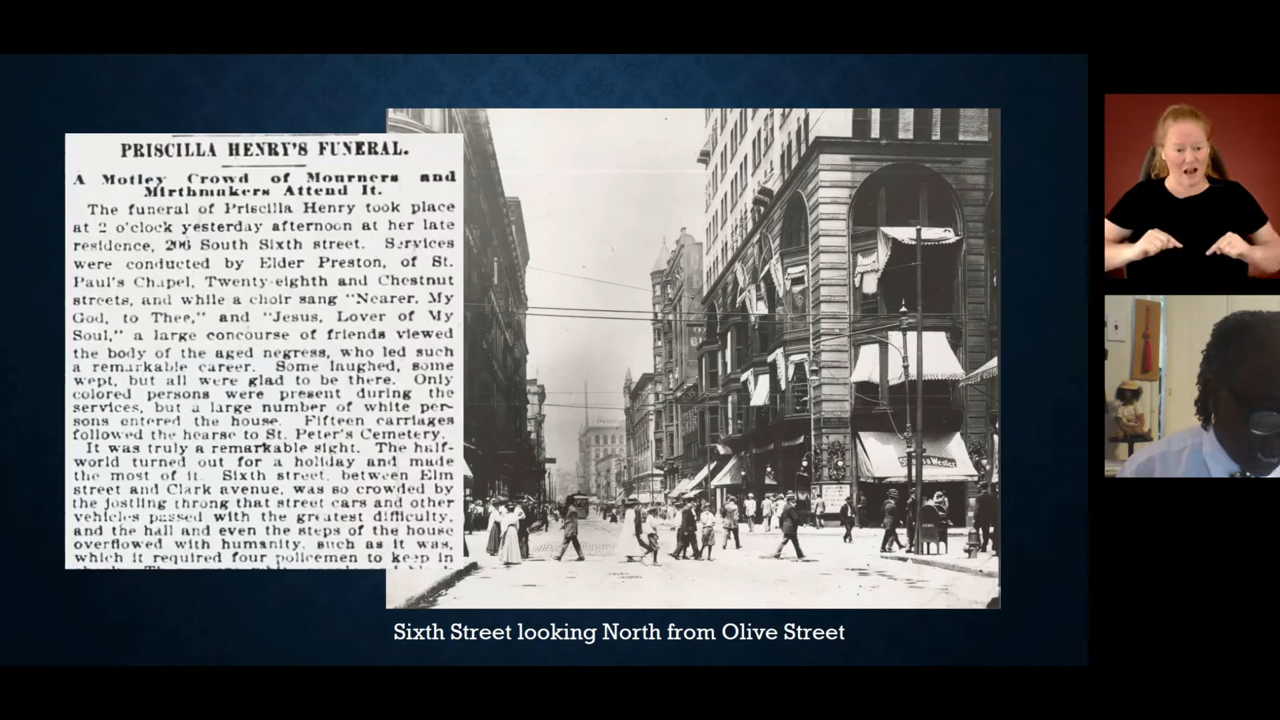 PRISCILLA HENRY'S FUNERAL.
A Motley Crowd of Mourners and
Mirthmakers Attend It.
The funeral of Priscilla Henry took place
at 2 o'clock yesterday afternoon at her late
residence, 206 South Sixth street. Services
were conducted by Elder Preston, of St.
Paul's Chapel, Twenty-eighth and Chestnut
streets, and while a choir sang "Nearer, My
God, to Thee," and "Jesus, Lover of My
Soul," a large concourse of friends viewed
the body of the aged negress, who led such
a remarkable career. Some laughed, some
wept, but all were glad to be there. Only
colored persons were present during the
services, but a large number of white per-
sons entered the house. Fifteen carriages
followed the hearse to St. Peter's Cemetery.
It was truly a remarkable sight. The half-
world turned out for a holiday and made
the most of it. Sixth street, between Elm
street and Clark avenue, was so crowded by
the jostling throng that street cars and other
vehicles passed with the greatest difficulty,
and the hall and even the steps of the house
overflowed with humanity, such as it was,
which it required four policemen to keep in
Sixth Street looking North from Olive Street